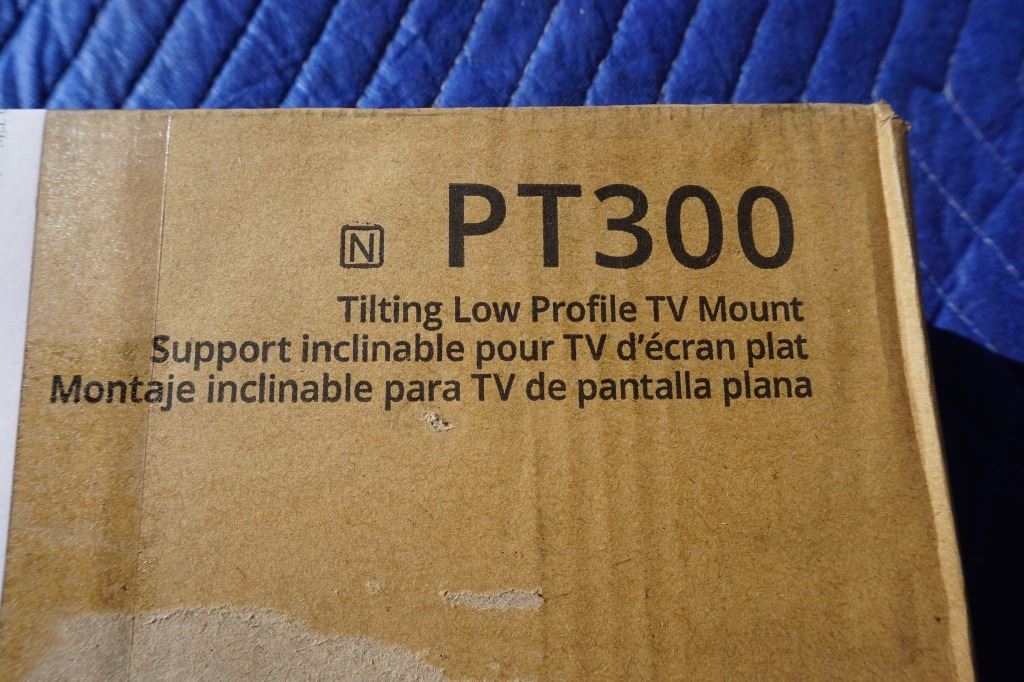 N PT300
Tilting Low Profile TV Mount
Support inclinable pour TV d'écran plat
Montaje inclinable para TV de pantalla plana